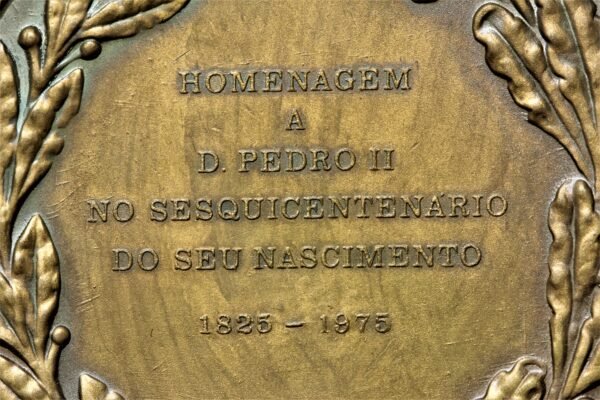 HOMENAGEM
A
D. PEDRO II
NO SESQUICENTENÁRIO
DO SEU NASCIMENTO
1825 - 1975